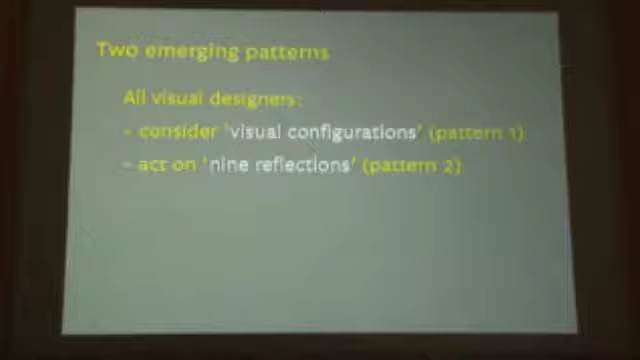 Two emerging patterns
All visual designers:
- consider 'visual configurations' (pattern 1)
- act on 'nine reflections' (pattern 2)